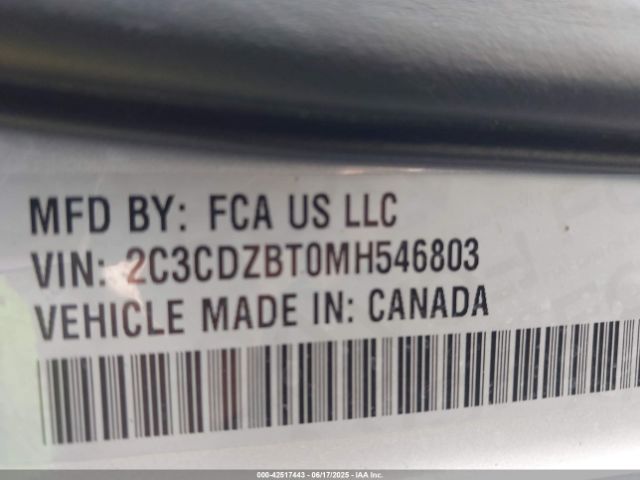 MFD BY: FCA US LLC
VIN: 2C3CDZBT0MH546803
VEHICLE MADE IN: CANADA
000-42517443 - 06/17/2025 - IAA Inc.